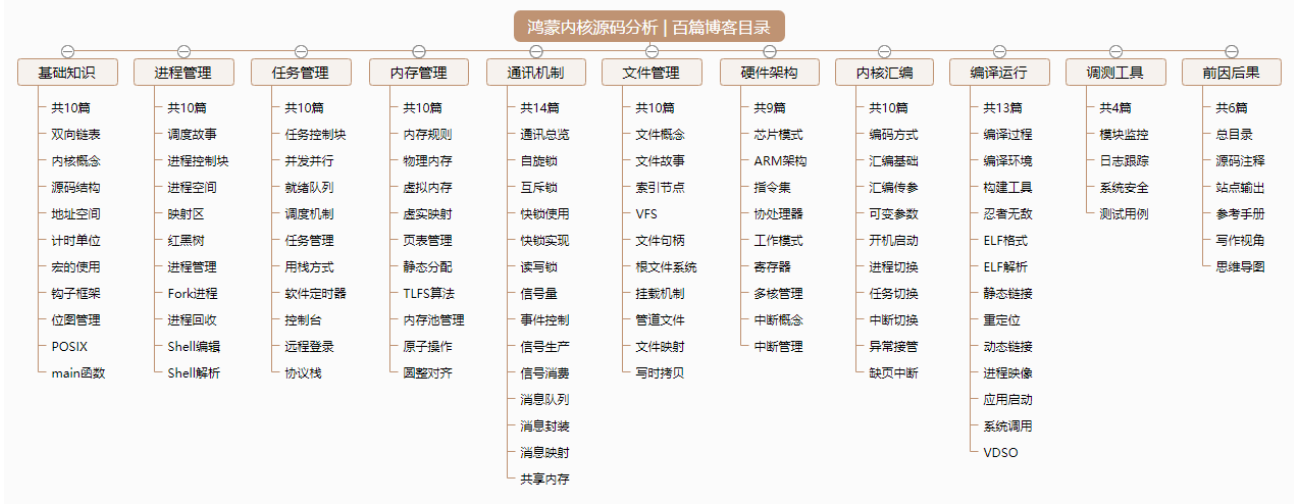 鸿蒙内核源码分析 | 百篇博客目录
基础知识
共10篇
双向链表
内核概念
源码结构
地址空间
计时单位
宏的使用
钩子框架
位图管理
POSIX
main函数
进程管理
共10篇
调度故事
进程控制块
进程空间
映射区
红黑树
进程管理
Fork进程
进程回收
Shell编辑
Shell解析
任务管理
共10篇
任务控制块
并发并行
就绪队列
调度机制
任务管理
用栈方式
软件定时器
控制台
远程登录
协议栈
内存管理
共10篇
内存规则
物理内存
虚拟内存
虚实映射
页表管理
静态分配
TLFS算法
内存池管理
原子操作
圆整对齐
通讯机制
共14篇
通讯总览
自旋锁
互斥锁
快锁使用
快锁实现
读写锁
信号量
事件控制
信号生产
信号消费
消息队列
消息封装
消息映射
共享内存
文件管理
共10篇
文件概念
文件故事
索引节点
VFS
文件句柄
根文件系统
挂载机制
管道文件
文件映射
写时拷贝
硬件架构
共9篇
芯片模式
ARM架构
指令集
协处理器
工作模式
寄存器
多核管理
中断概念
中断管理
内核汇编
共10篇
编码方式
汇编基础
汇编传参
可变参数
开机启动
进程切换
任务切换
中断切换
异常接管
缺页中断
编译运行
共13篇
编译过程
编译环境
构建工具
忍者无敌
ELF格式
ELF解析
静态链接
重定位
动态链接
进程映像
应用启动
系统调用
VDSO
调测工具
共4篇
模块监控
日志跟踪
系统安全
测试用例
前因后果
共6篇
总目录
源码注释
站点输出
参考手册
写作视角
思维导图